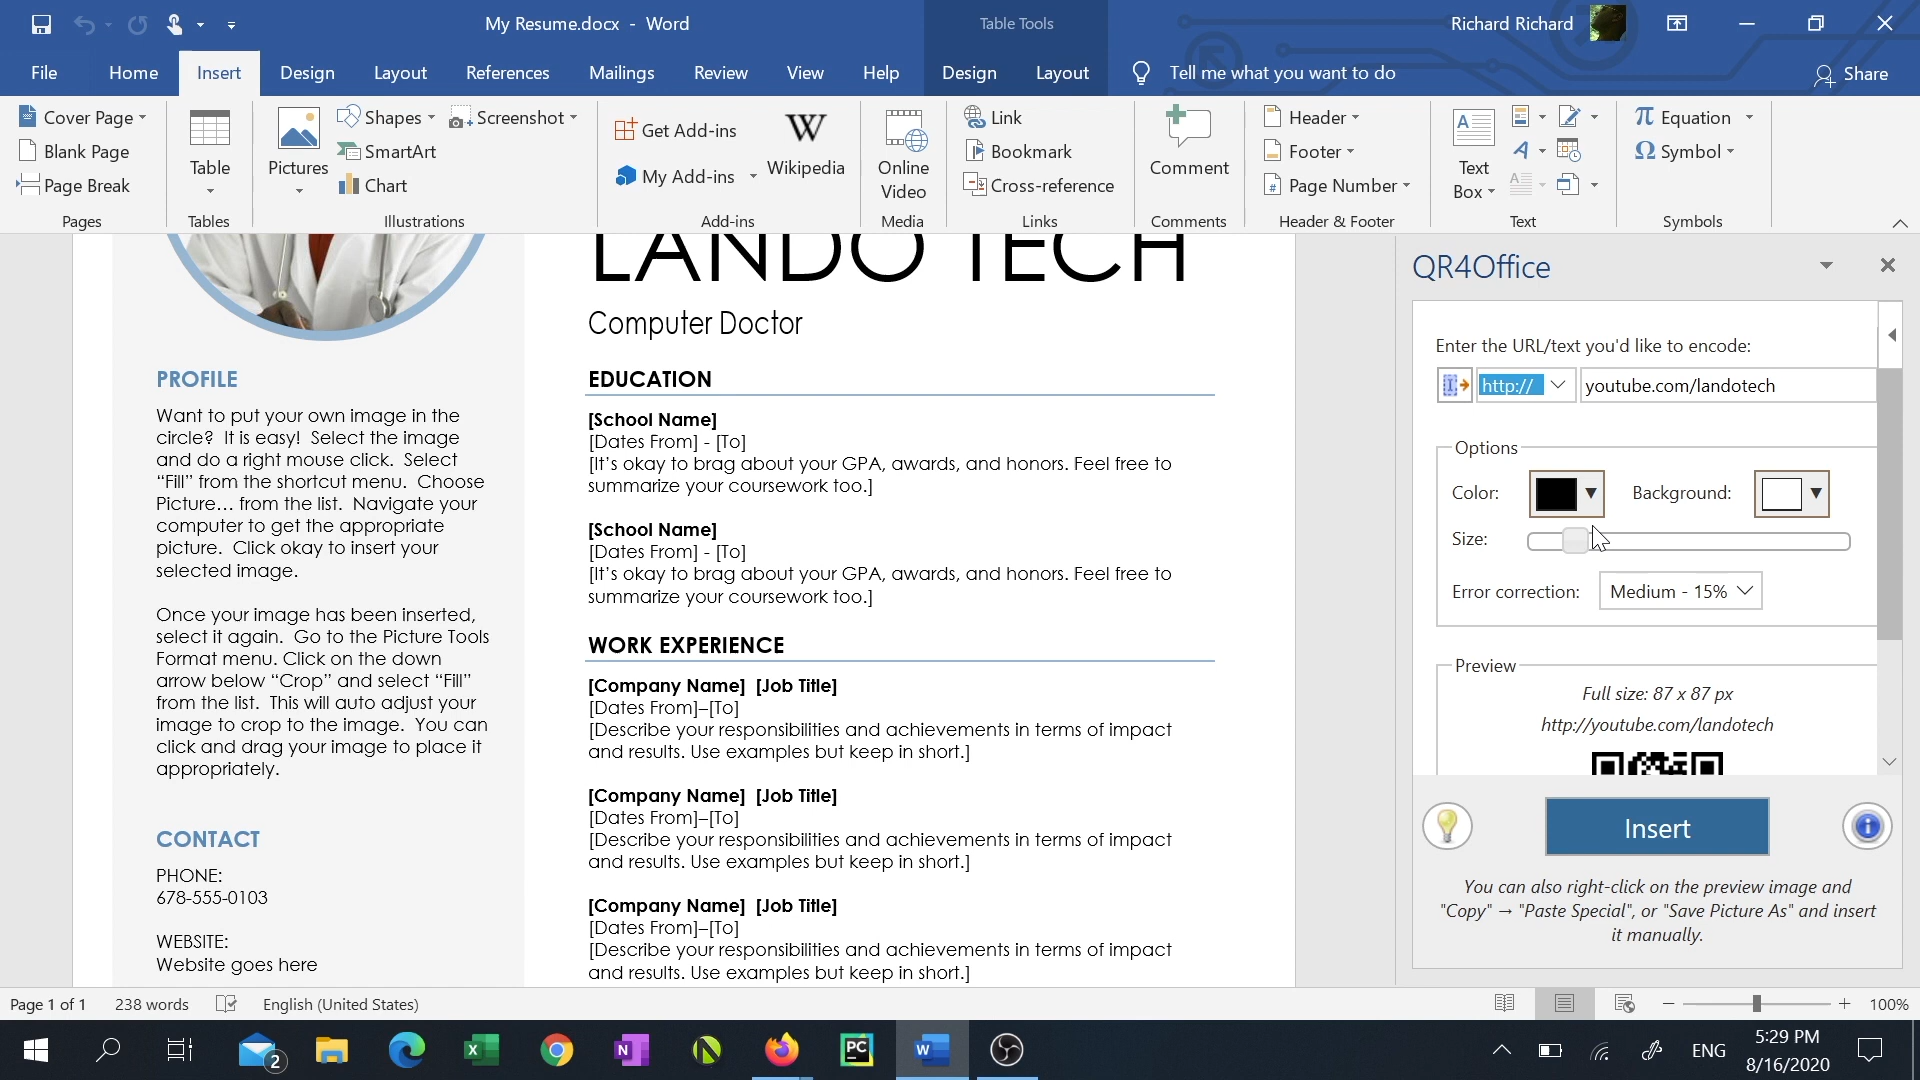 My Resume.docx - Word
Table Tools
Richard Richard
File
Home
Insert
Design
Layout
References
Mailings
Review
View
Help
Design
Layout
Tell me what you want to do
Share
Cover Page
Blank Page
Page Break
Pages
Table
Tables
Pictures
Shapes
SmartArt
Chart
Screenshot
Illustrations
Get Add-ins
My Add-ins
W
Wikipedia
Add-ins
Online
Video
Media
Link
Bookmark
Cross-reference
Links
Comment
Comments
Header
Footer
Page Number
Header & Footer
Text
Box
Text
Equation
Symbol
Symbols
LANDO TECH
Computer Doctor
PROFILE
Want to put your own image in the
circle?  It is easy!  Select the image
and do a right mouse click.  Select
“Fill” from the shortcut menu.  Choose
Picture… from the list.  Navigate your
computer to get the appropriate
picture.  Click okay to insert your
selected image.
Once your image has been inserted,
select it again.  Go to the Picture Tools
Format menu. Click on the down
arrow below “Crop” and select “Fill”
from the list.  This will auto adjust your
image to crop to the image.  You can
click and drag your image to place it
appropriately.
CONTACT
PHONE:
678-555-0103
WEBSITE:
Website goes here
EDUCATION
[School Name]
[Dates From] - [To]
[It’s okay to brag about your GPA, awards, and honors. Feel free to
summarize your coursework too.]
[School Name]
[Dates From] - [To]
[It’s okay to brag about your GPA, awards, and honors. Feel free to
summarize your coursework too.]
WORK EXPERIENCE
[Company Name]  [Job Title]
[Dates From]–[To]
[Describe your responsibilities and achievements in terms of impact
and results. Use examples but keep in short.]
[Company Name]  [Job Title]
[Dates From]–[To]
[Describe your responsibilities and achievements in terms of impact
and results. Use examples but keep in short.]
[Company Name]  [Job Title]
[Dates From]–[To]
[Describe your responsibilities and achievements in terms of impact
and results. Use examples but keep in short.]
QR4Office
Enter the URL/text you'd like to encode:
http:// youtube.com/landotech
Options
Color:
Background:
Size:
Error correction: Medium - 15%
Preview
Full size: 87 x 87 px
http://youtube.com/landotech
Insert
You can also right-click on the preview image and
"Copy" → "Paste Special", or "Save Picture As" and insert
it manually.
Page 1 of 1
238 words
English (United States)
100%
2
N
PC
W
ENG
5:29 PM
8/16/2020